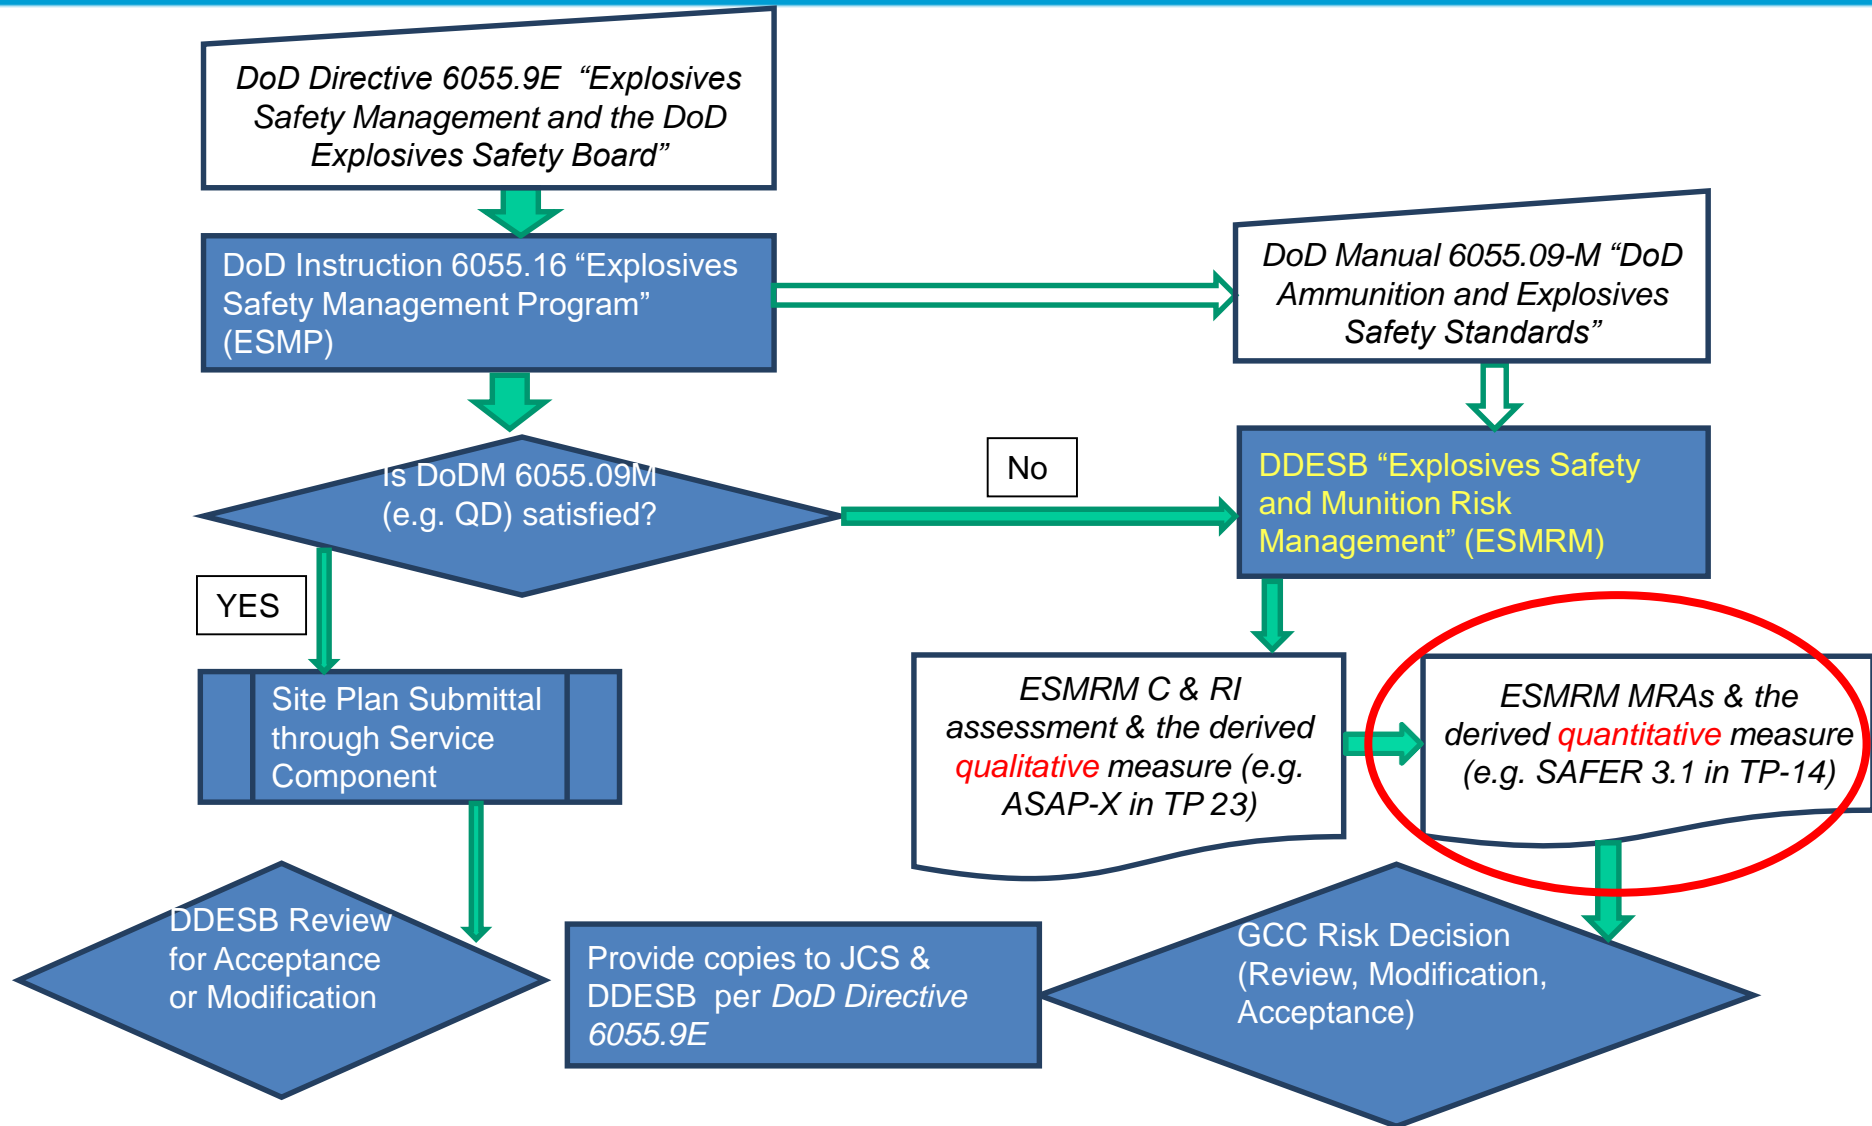 DoD Directive 6055.9E “Explosives
Safety Management and the DoD
Explosives Safety Board”
DoD Instruction 6055.16 “Explosives
Safety Management Program”
(ESMP)
DoD Manual 6055.09-M “DoD
Ammunition and Explosives
Safety Standards”
Is DoDM 6055.09M
(e.g. QD) satisfied?
No
DDESB “Explosives Safety
and Munition Risk
Management” (ESMRM)
YES
Site Plan Submittal
through Service
Component
ESMRM C & RI
assessment & the derived
qualitative measure (e.g.
ASAP-X in TP 23)
ESMRM MRAs & the
derived quantitative measure
(e.g. SAFER 3.1 in TP-14)
DDESB Review
for Acceptance
or Modification
Provide copies to JCS &
DDESB per DoD Directive
6055.9E
GCC Risk Decision
(Review, Modification,
Acceptance)